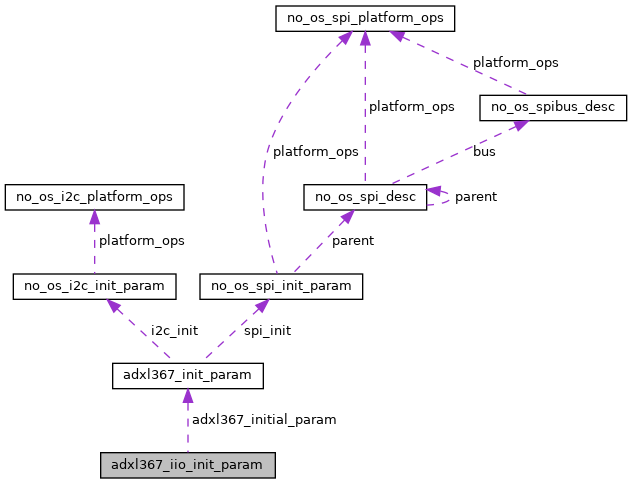 no_os_spi_platform_ops
platform_ops
no_os_spibus_desc
platform_ops
bus
platform_ops
no_os_i2c_platform_ops
no_os_spi_desc
parent
platform_ops
parent
no_os_i2c_init_param
no_os_spi_init_param
i2c_init
spi_init
adxl367_init_param
adxl367_initial_param
adxl367_iio_init_param